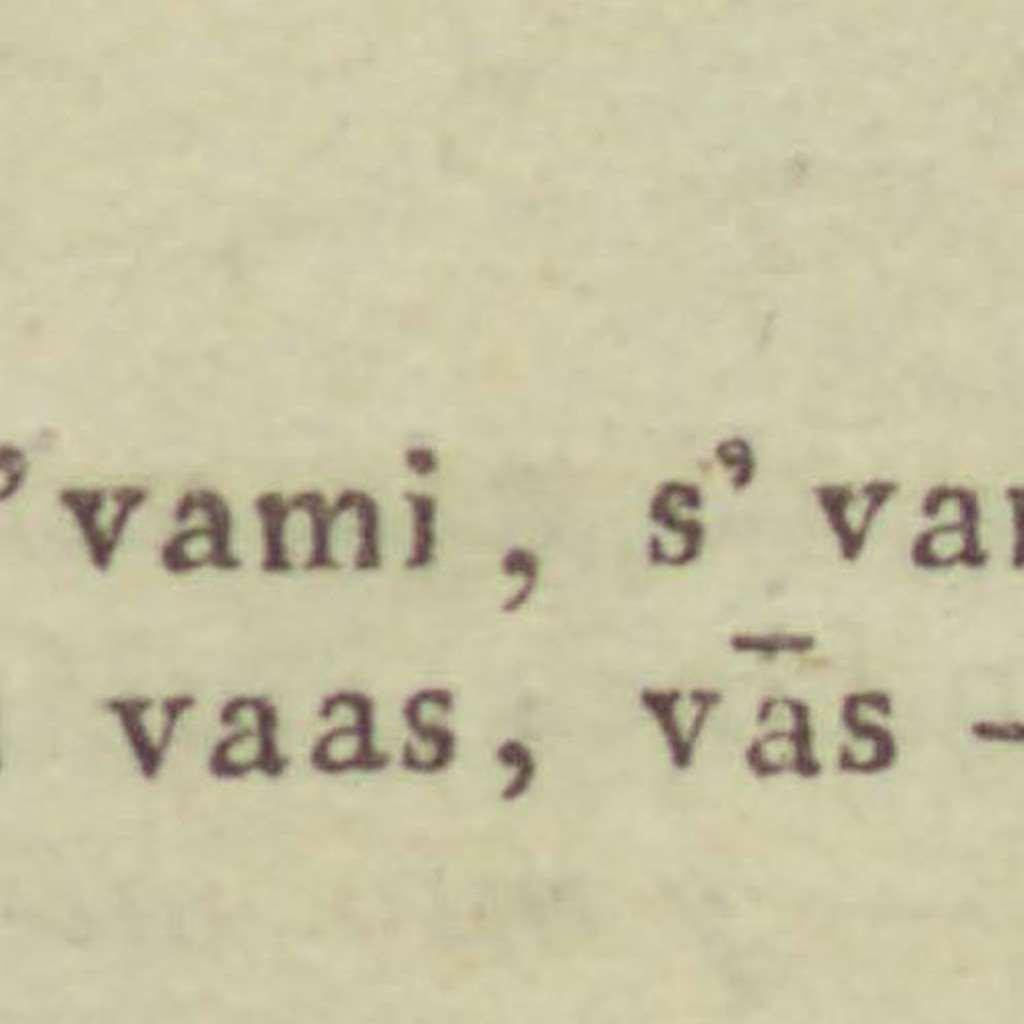 ’vami, s’ va
vaas, vās –